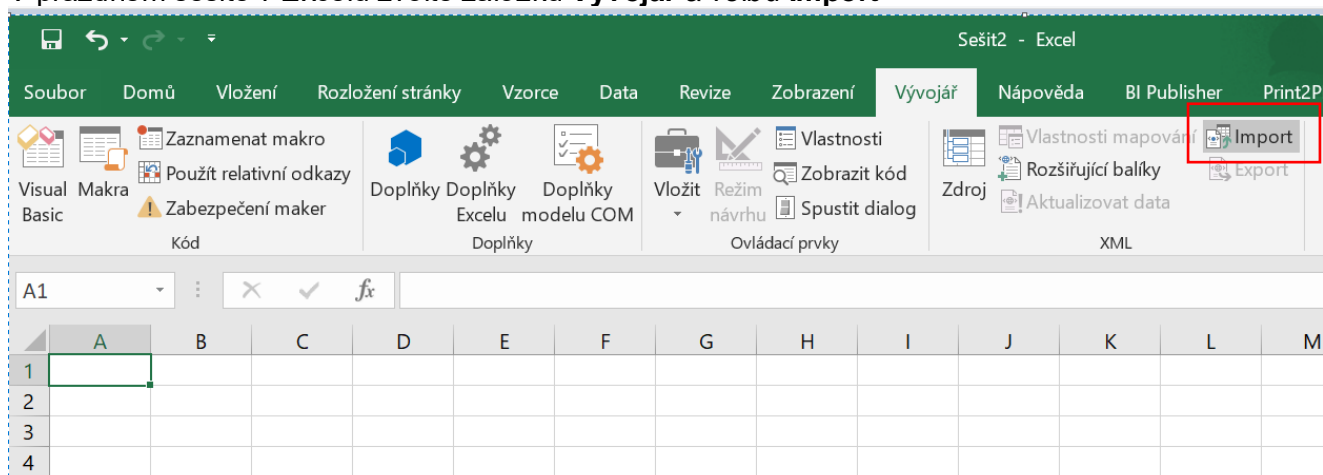 Sešit2 - Excel
Soubor Domů Vložení Rozložení stránky Vzorce Data Revize Zobrazení Vývojář Nápověda BI Publisher Print2P
Visual Basic
Makra
Zaznamenat makro
Použít relativní odkazy
Zabezpečení maker
Kód
Doplňky
Doplňky Excelu
Doplňky modelu COM
Doplňky
Vložit
Režim návrhu
Vlastnosti
Zobrazit kód
Spustit dialog
Ovládací prvky
Zdroj
Vlastnosti mapování
Rozšiřující balíky
Aktualizovat data
Import
Export
XML
A1 fx
A B C D E F G H I J K L M
1
2
3
4